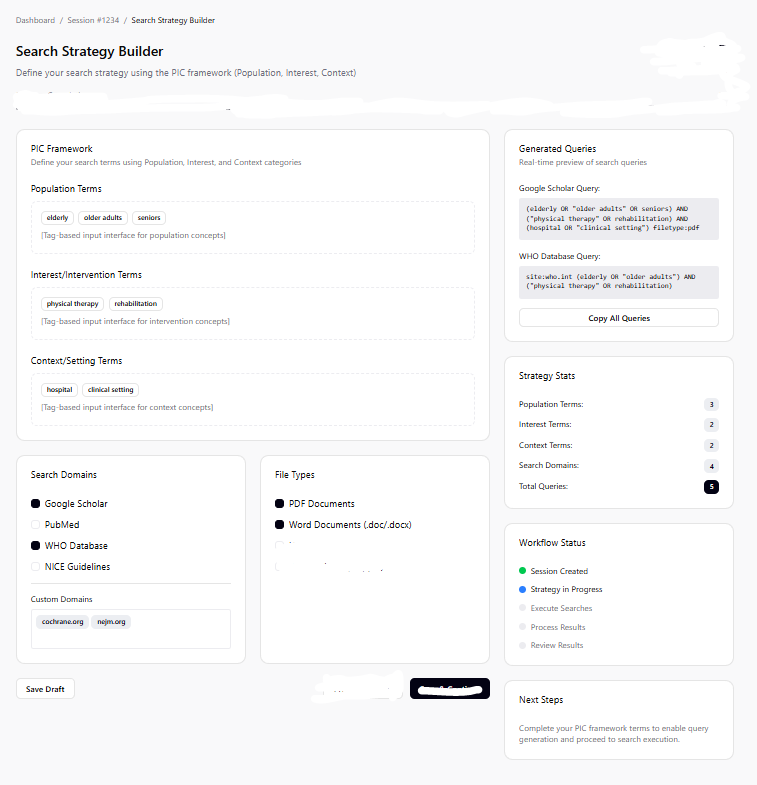 Dashboard / Session #1234 / Search Strategy Builder
Search Strategy Builder
Define your search strategy using the PIC framework (Population, Interest, Context)
PIC Framework
Define your search terms using Population, Interest, and Context categories
Population Terms
elderly older adults seniors
[Tag-based input interface for population concepts]
Interest/Intervention Terms
physical therapy rehabilitation
[Tag-based input interface for intervention concepts]
Context/Setting Terms
hospital clinical setting
[Tag-based input interface for context concepts]
Search Domains
Google Scholar
PubMed
WHO Database
NICE Guidelines
Custom Domains
cochrane.org nejm.org
File Types
PDF Documents
Word Documents (.doc/.docx)
Save Draft
Generated Queries
Real-time preview of search queries
Google Scholar Query:
(elderly OR "older adults" OR seniors) AND
("physical therapy" OR rehabilitation) AND
(hospital OR "clinical setting") filetype:pdf
WHO Database Query:
site:who.int (elderly OR "older adults") AND
("physical therapy" OR rehabilitation)
Copy All Queries
Strategy Stats
Population Terms: 3
Interest Terms: 2
Context Terms: 2
Search Domains: 4
Total Queries: 5
Workflow Status
Session Created
Strategy in Progress
Execute Searches
Process Results
Review Results
Next Steps
Complete your PIC framework terms to enable query
generation and proceed to search execution.